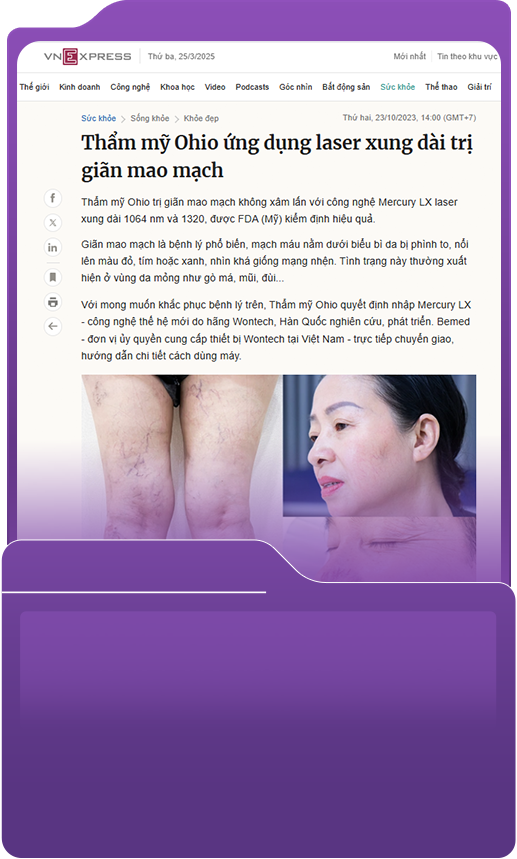 VNEXPRESS
Thứ ba, 25/3/2025
Mới nhất
Tin theo khu vực
Thế giới Kinh doanh Công nghệ Khoa học Video Podcasts Góc nhìn Bất động sản Sức khỏe Thể thao Giải trí
Sức khỏe > Sống khỏe > Khỏe đẹp
Thứ hai, 23/10/2023, 14:00 (GMT+7)
Thẩm mỹ Ohio ứng dụng laser xung dài trị
giãn mao mạch
Thẩm mỹ Ohio trị giãn mao mạch không xâm lấn với công nghệ Mercury LX laser
xung dài 1064 nm và 1320, được FDA (Mỹ) kiểm định hiệu quả.
Giãn mao mạch là bệnh lý phổ biến, mạch máu nằm dưới biểu bì da bị phình to, nổi
lên màu đỏ, tím hoặc xanh, nhìn khá giống mạng nhện. Tình trạng này thường xuất
hiện ở vùng da mỏng như gò má, mũi, đùi...
Với mong muốn khắc phục bệnh lý trên, Thẩm mỹ Ohio quyết định nhập Mercury LX
- công nghệ thế hệ mới do hãng Wontech, Hàn Quốc nghiên cứu, phát triển. Bemed
- đơn vị ủy quyền cung cấp thiết bị Wontech tại Việt Nam - trực tiếp chuyển giao,
hướng dẫn chi tiết cách dùng máy.